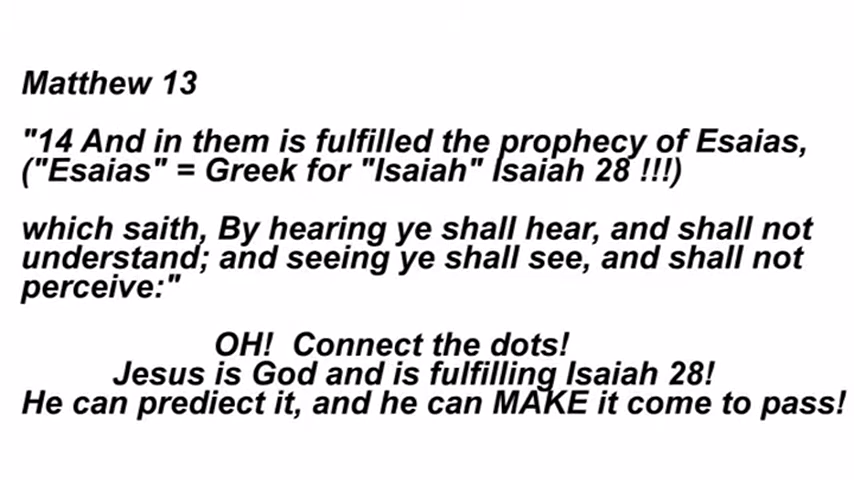 Matthew 13
"14 And in them is fulfilled the prophecy of Esaias,
("Esaias" = Greek for "Isaiah" Isaiah 28 !!!)
which saith, By hearing ye shall hear, and shall not
understand; and seeing ye shall see, and shall not
perceive:"
OH! Connect the dots!
Jesus is God and is fulfilling Isaiah 28!
He can prediect it, and he can MAKE it come to pass!